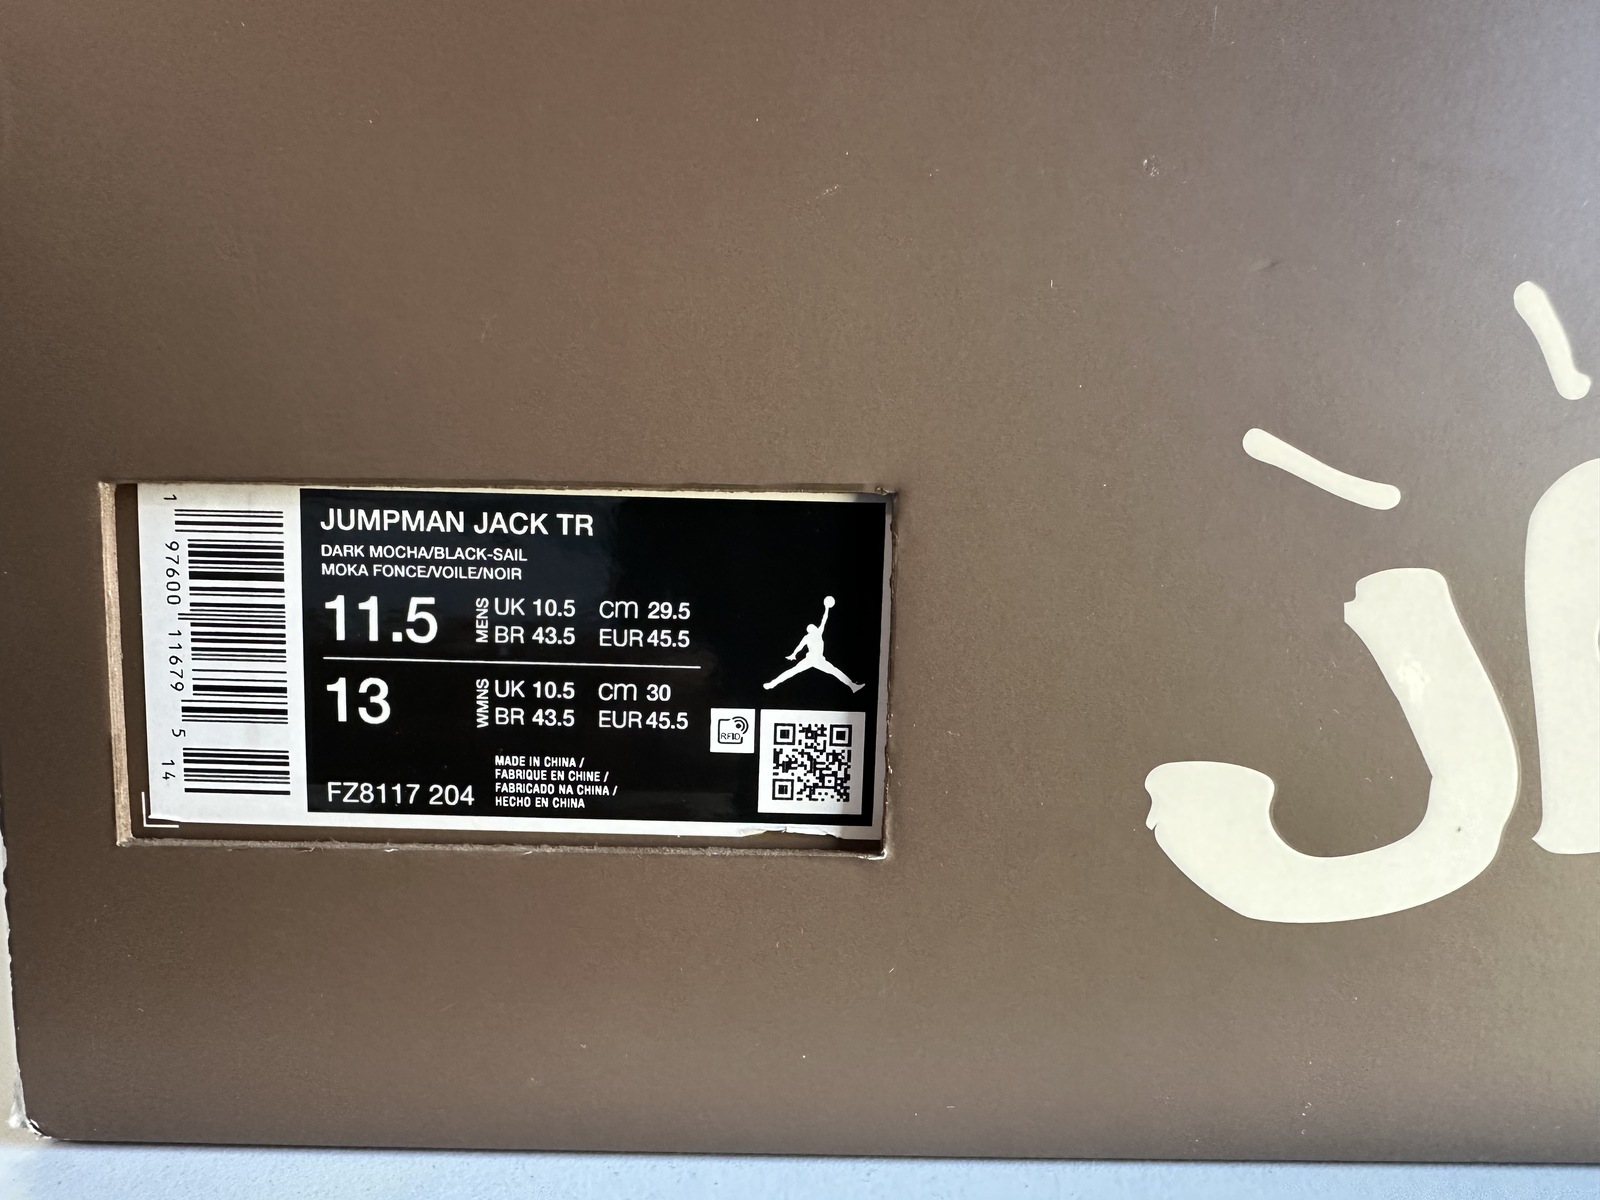 JUMPMAN JACK TR
DARK MOCHA/BLACK-SAIL
MOKA FONCE/VOILE/NOIR
11.5 MENS UK 10.5 cm 29.5
BR 43.5 EUR 45.5
13 WMNS UK 10.5 cm 30
BR 43.5 EUR 45.5
RFID
FZ8117 204
MADE IN CHINA /
FABRIQUE EN CHINE /
FABRICADO NA CHINA /
HECHO EN CHINA
1 97600 11679 5 14
J